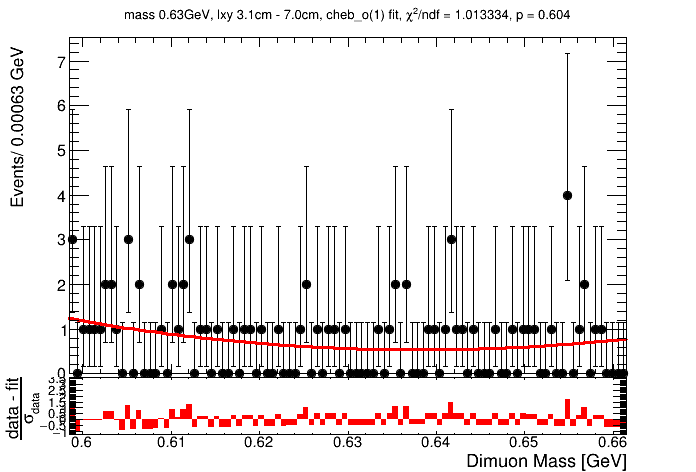 mass 0.63GeV, lxy 3.1cm - 7.0cm, cheb_o(1) fit, χ²/ndf = 1.013334, p = 0.604
Events/ 0.00063 GeV
7
6
5
4
3
2
1
0
data - fit
σdata
0.6 0.61 0.62 0.63 0.64 0.65 0.66
Dimuon Mass [GeV]